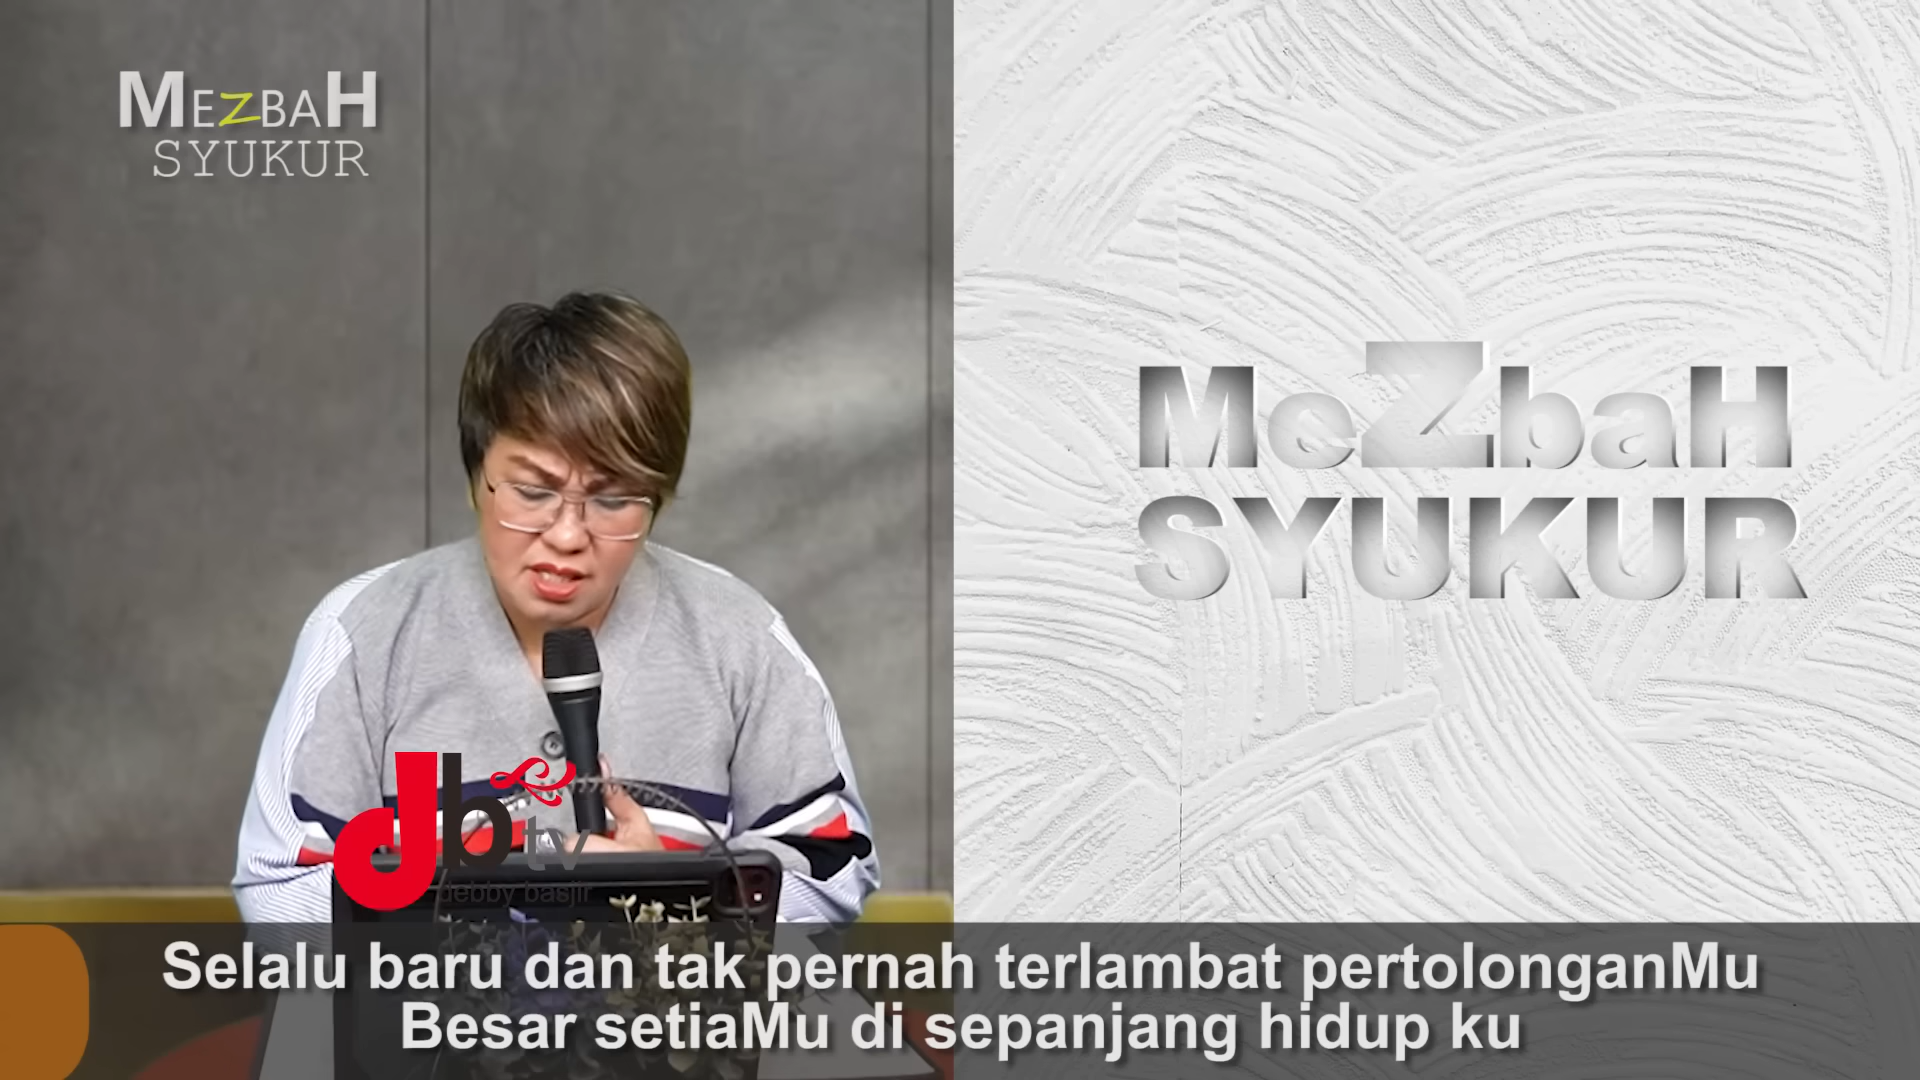 MEZBAH
SYUKUR
MeZbaH
SYUKUR
db tv
debby basjir
Selalu baru dan tak pernah terlambat pertolonganMu
Besar setiaMu di sepanjang hidup ku